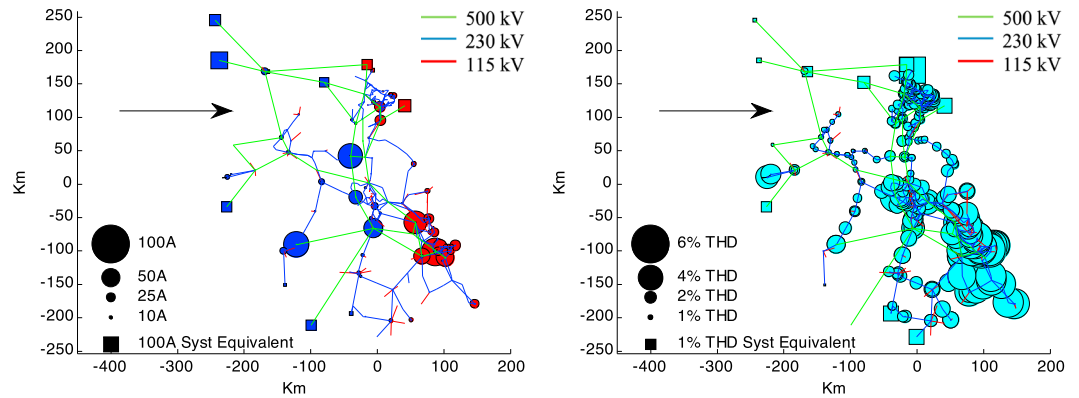 250
200
150
100
50
0
-50
-100
-150
-200
-250
Km
-400
-300
-200
-100
0
100
200
Km
500 kV
230 kV
115 kV
100A
50A
25A
10A
100A Syst Equivalent
250
200
150
100
50
0
-50
-100
-150
-200
-250
Km
-400
-300
-200
-100
0
100
200
Km
500 kV
230 kV
115 kV
6% THD
4% THD
2% THD
1% THD
1% THD Syst Equivalent